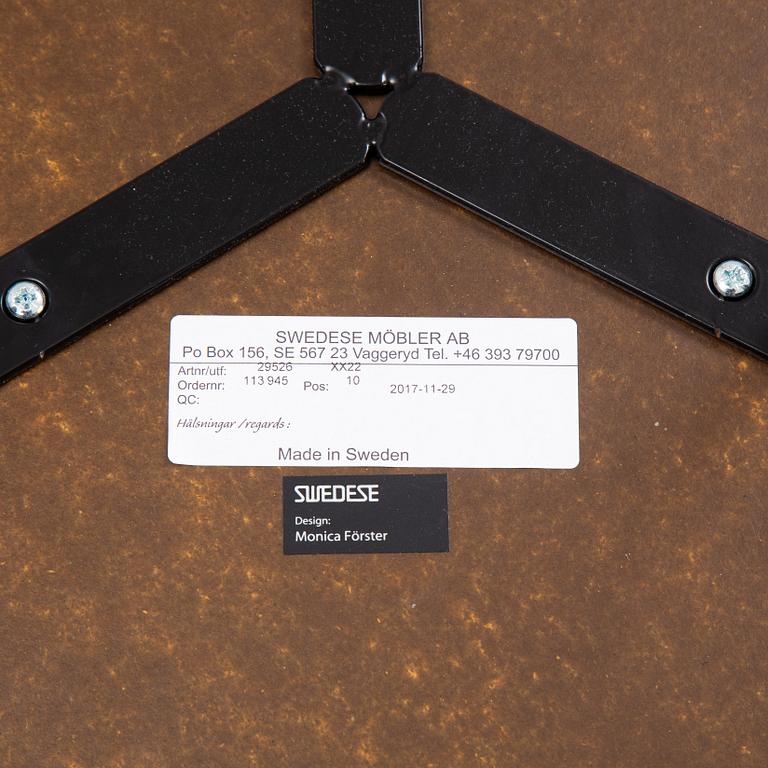 SWEDESE MÖBLER AB
Po Box 156, SE 567 23 Vaggeryd Tel. +46 393 79700
Artnr/utf: 29526 XX22
Ordernr: 113 945 Pos: 10 2017-11-29
QC:
Hälsningar /regards :
Made in Sweden
SWEDESE
Design:
Monica Förster